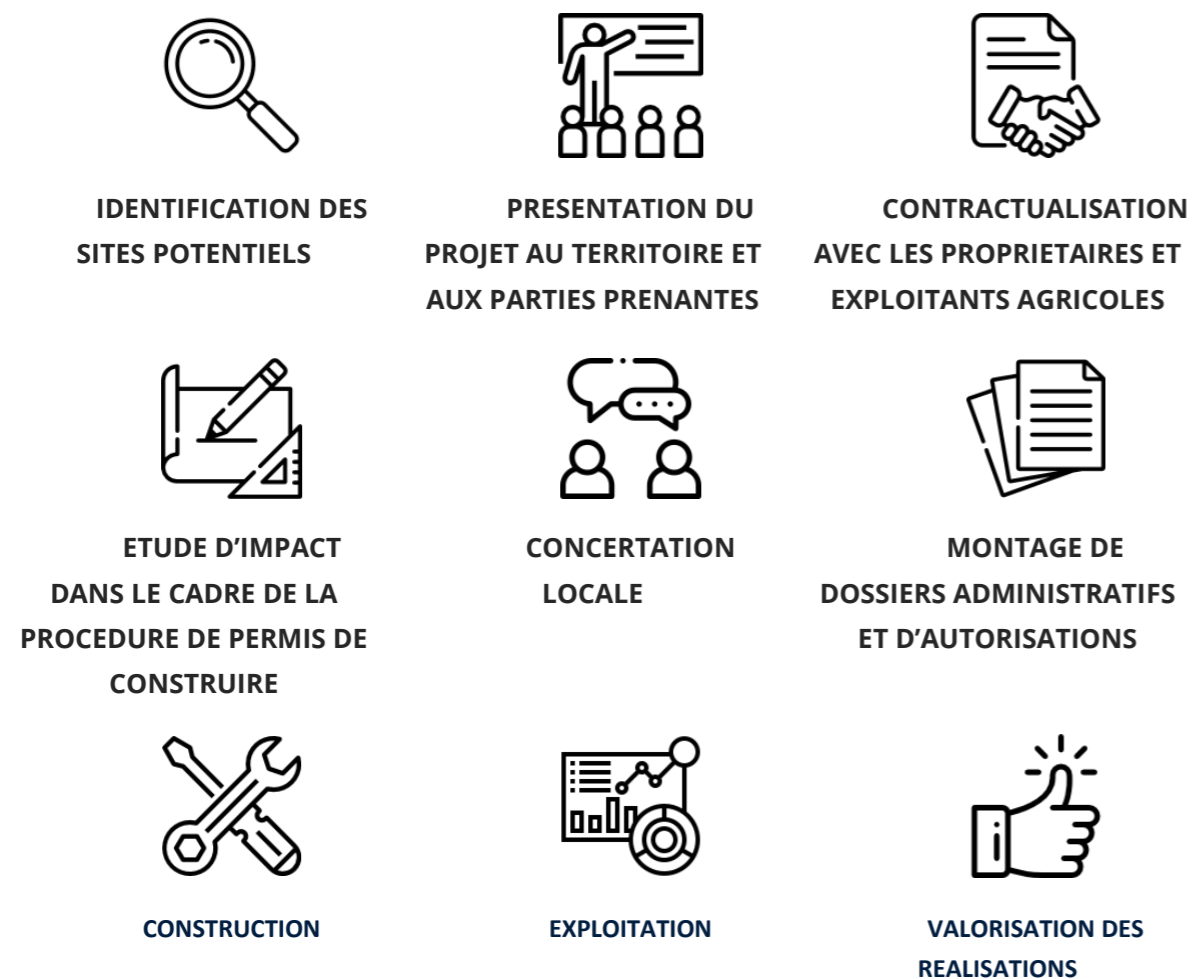 IDENTIFICATION DES
SITES POTENTIELS
PRESENTATION DU
PROJET AU TERRITOIRE ET
AUX PARTIES PRENANTES
CONTRACTUALISATION
AVEC LES PROPRIETAIRES ET
EXPLOITANTS AGRICOLES
ETUDE D’IMPACT
DANS LE CADRE DE LA
PROCEDURE DE PERMIS DE
CONSTRUIRE
CONCERTATION
LOCALE
MONTAGE DE
DOSSIERS ADMINISTRATIFS
ET D’AUTORISATIONS
CONSTRUCTION
EXPLOITATION
VALORISATION DES
REALISATIONS